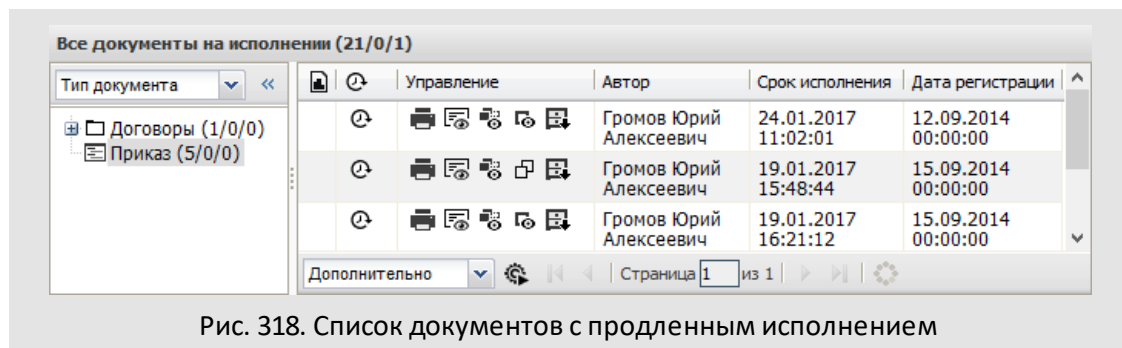 Все документы на исполнении (21/0/1)
Тип документа
Договоры (1/0/0)
Приказ (5/0/0)
Управление Автор Срок исполнения Дата регистрации
Громов Юрий 24.01.2017 12.09.2014
Алексеевич 11:02:01 00:00:00
Громов Юрий 19.01.2017 15.09.2014
Алексеевич 15:48:44 00:00:00
Громов Юрий 19.01.2017 15.09.2014
Алексеевич 16:21:12 00:00:00
Дополнительно Страница 1 из 1
Рис. 318. Список документов с продленным исполнением